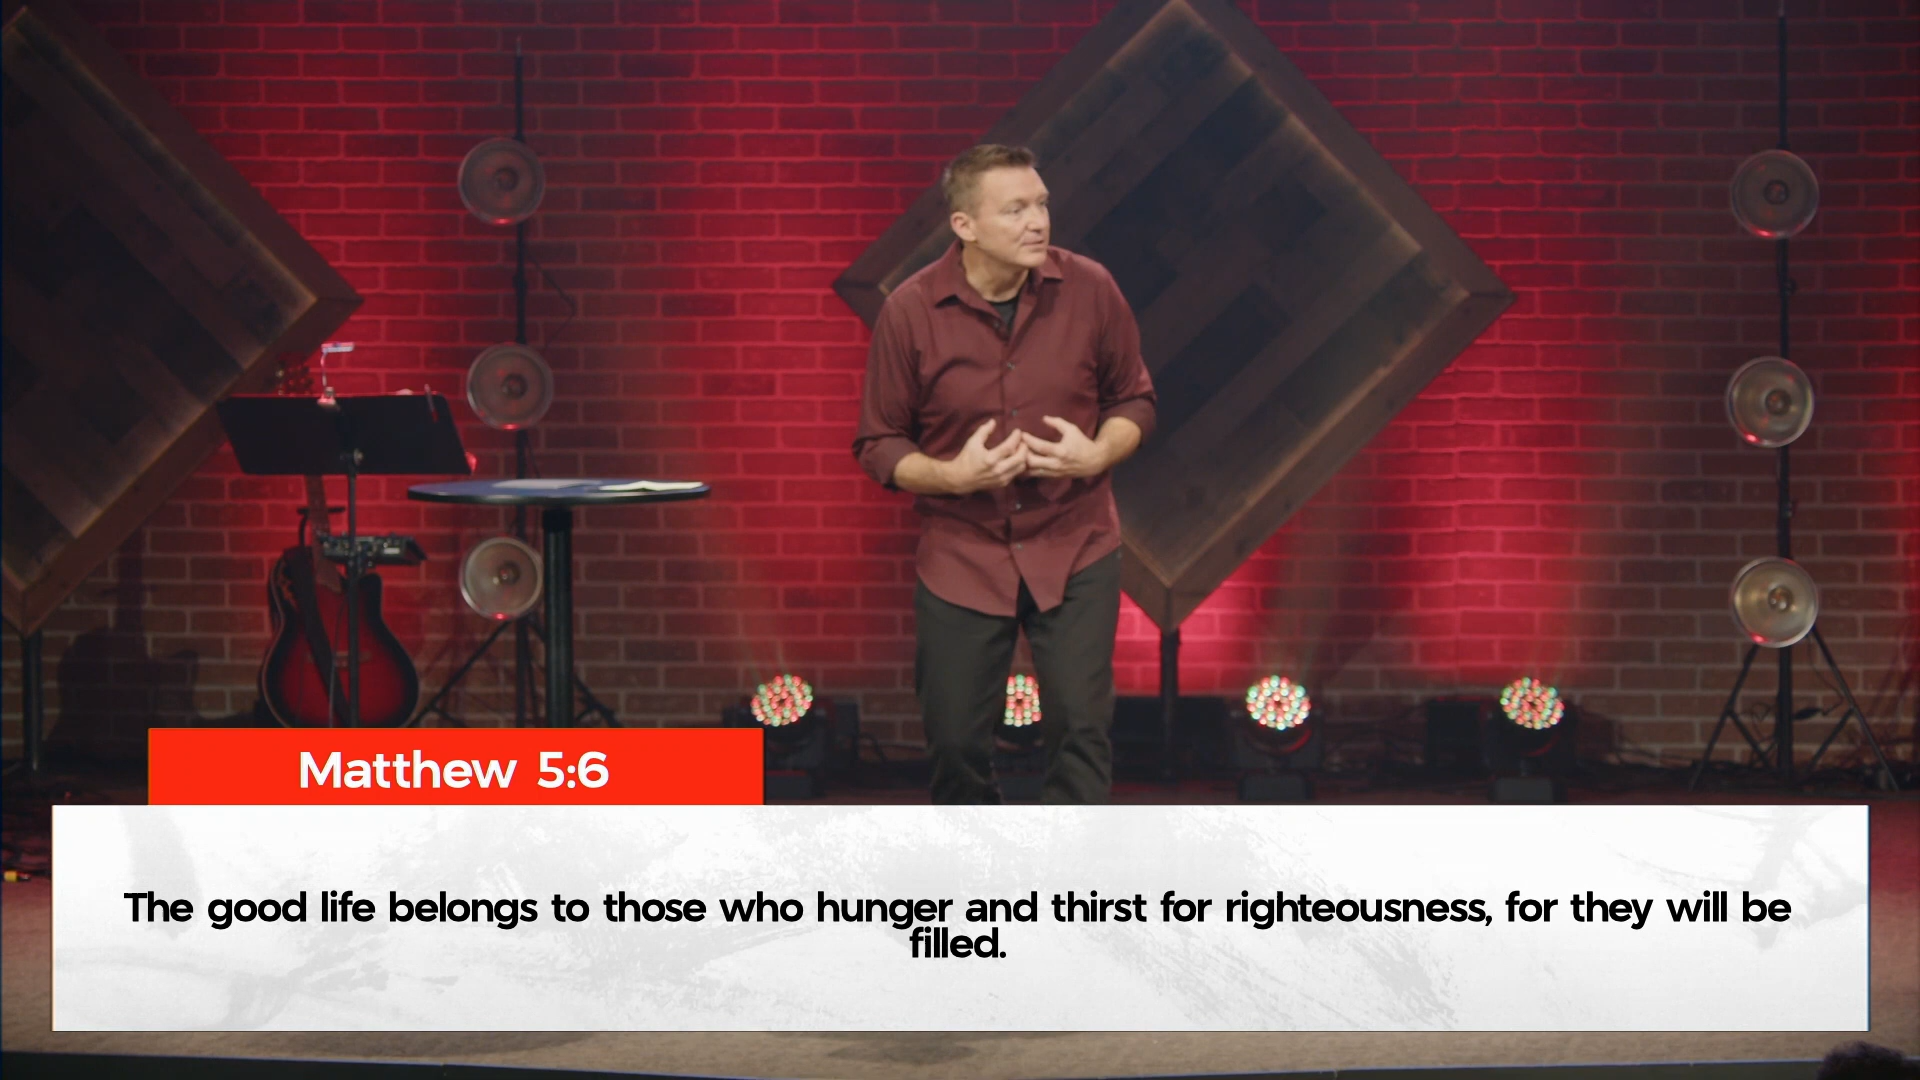 Matthew 5:6
The good life belongs to those who hunger and thirst for righteousness, for they will be
filled.